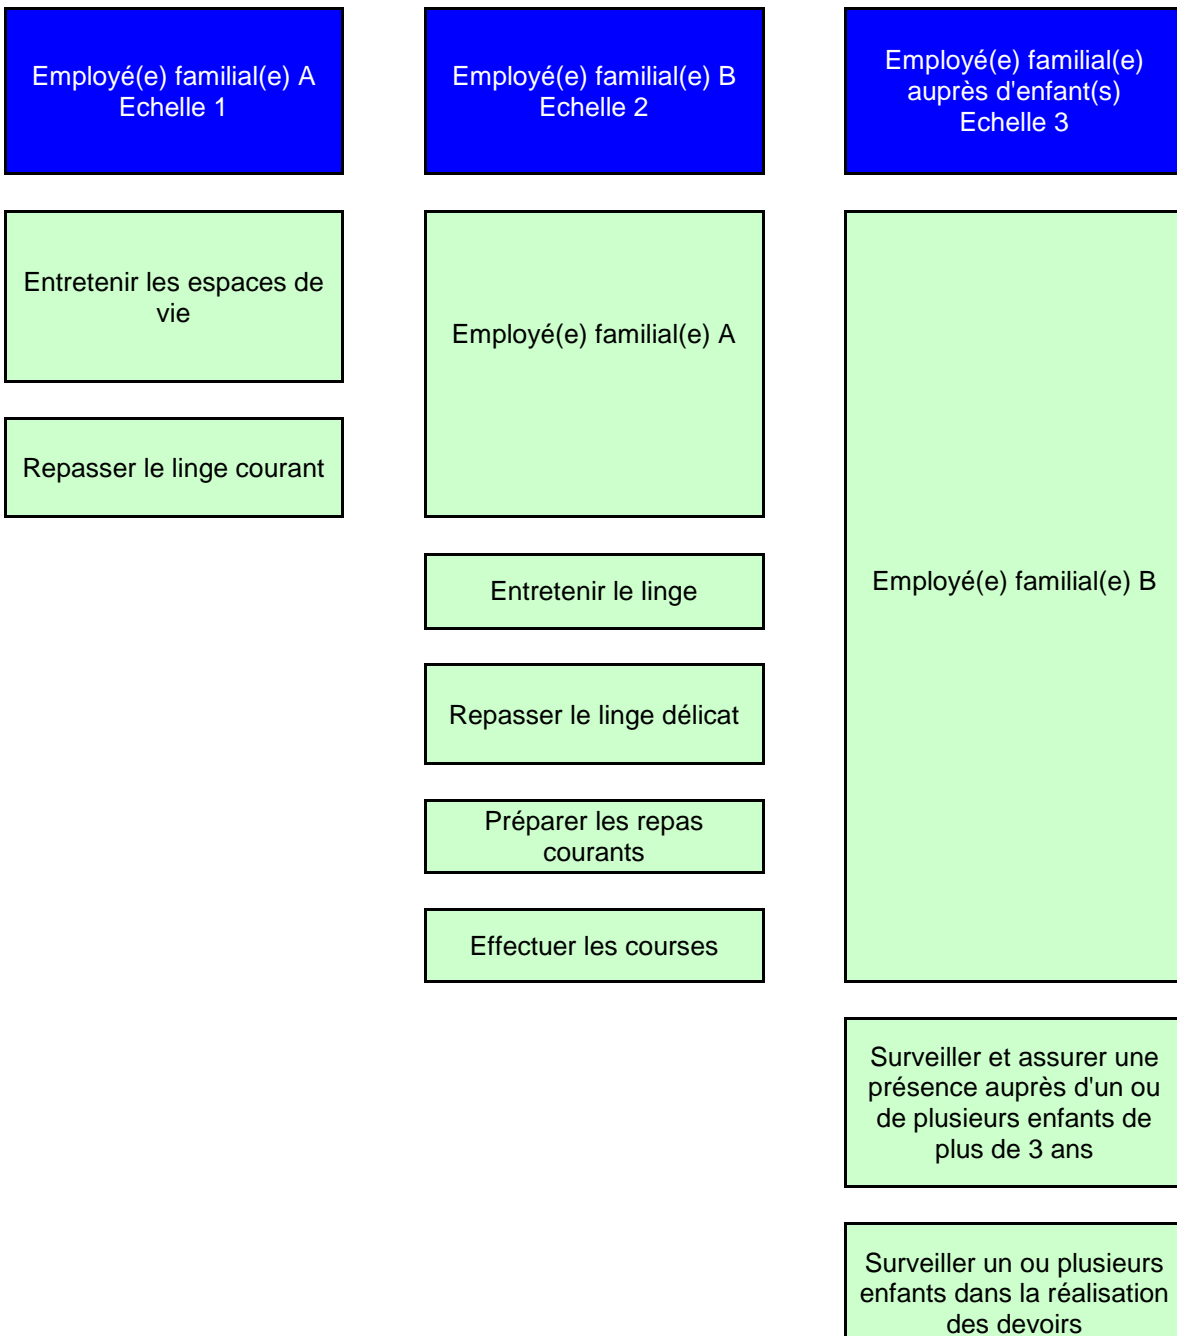 Employé(e) familial(e) A
Echelle 1
Employé(e) familial(e) B
Echelle 2
Employé(e) familial(e)
auprès d'enfant(s)
Echelle 3
Entretenir les espaces de
vie
Repasser le linge courant
Employé(e) familial(e) A
Entretenir le linge
Repasser le linge délicat
Préparer les repas
courants
Effectuer les courses
Employé(e) familial(e) B
Surveiller et assurer une
présence auprès d'un ou
de plusieurs enfants de
plus de 3 ans
Surveiller un ou plusieurs
enfants dans la réalisation
des devoirs